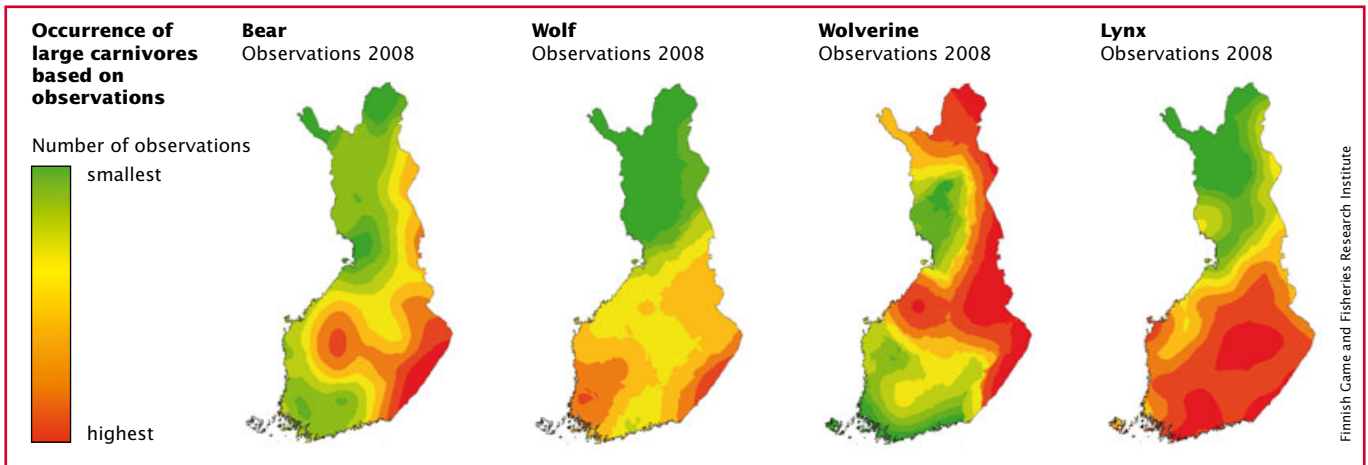 Occurrence of
large carnivores
based on
observations
Number of observations
smallest
highest
Bear
Observations 2008
Wolf
Observations 2008
Wolverine
Observations 2008
Lynx
Observations 2008
Finnish Came and Fisheries Research Institute